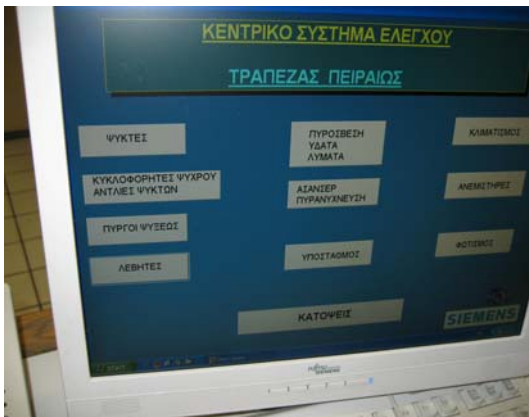 ΚΕΝΤΡΙΚΟ ΣΥΣΤΗΜΑ ΕΛΕΓΧΟΥ
ΤΡΑΠΕΖΑΣ ΠΕΙΡΑΙΩΣ
ΨΥΚΤΕΣ
ΠΥΡΟΣΒΕΣΗ
ΥΔΑΤΑ
ΛΥΜΑΤΑ
ΚΛΙΜΑΤΙΣΜΟΣ
ΚΥΚΛΟΦΟΡΗΤΕΣ ΨΥΧΡΟΥ
ΑΝΤΛΙΕΣ ΨΥΚΤΩΝ
ΑΣΑΝΣΕΡ
ΠΥΡΑΝΥΧΝΕΥΣΗ
ΑΝΕΜΙΣΤΗΡΕΣ
ΠΥΡΓΟΙ ΨΥΞΕΩΣ
ΛΕΒΗΤΕΣ
ΥΠΟΣΤΑΘΜΟΣ
ΦΩΤΙΣΜΟΣ
ΚΑΤΟΨΕΙΣ
SIEMENS
FUJITSU
SIEMENS